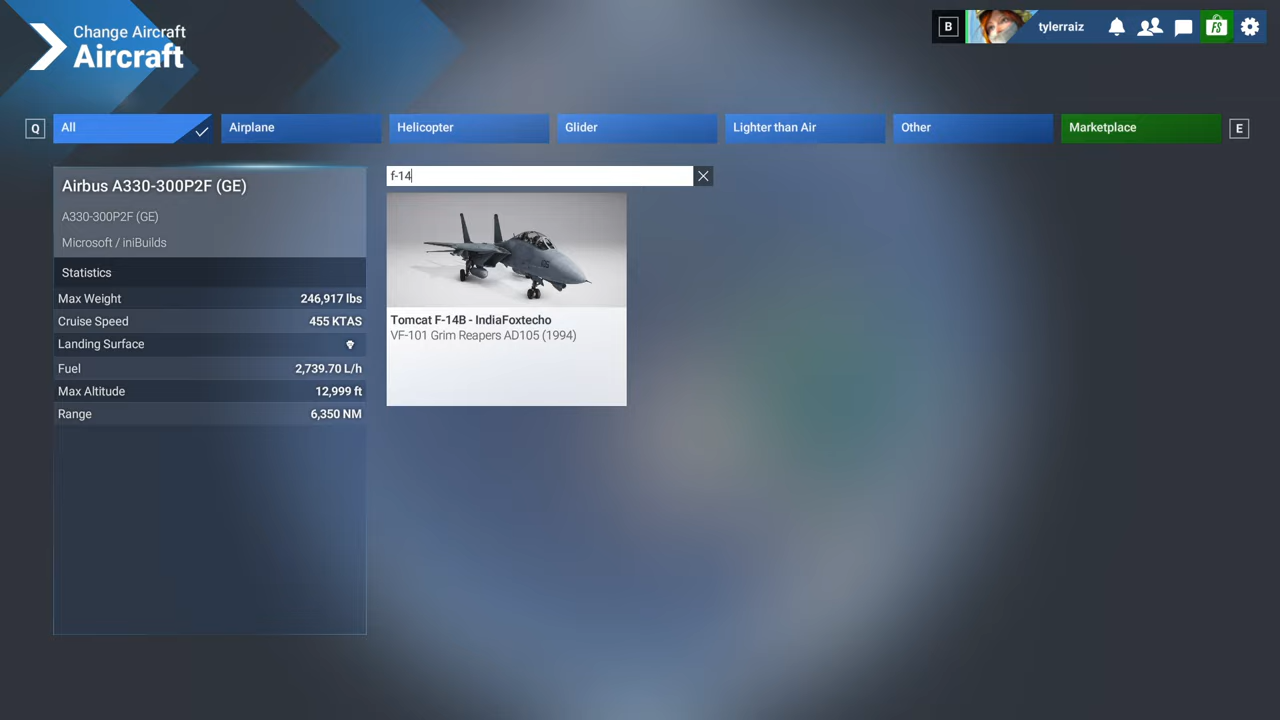 Change Aircraft
Aircraft
B
tylerraiz
FS
Q
All
Airplane
Helicopter
Glider
Lighter than Air
Other
Marketplace
E
Airbus A330-300P2F (GE)
A330-300P2F (GE)
Microsoft / iniBuilds
Statistics
Max Weight 246,917 lbs
Cruise Speed 455 KTAS
Landing Surface
Fuel 2,739.70 L/h
Max Altitude 12,999 ft
Range 6,350 NM
f-14
Tomcat F-14B - IndiaFoxtecho
VF-101 Grim Reapers AD105 (1994)